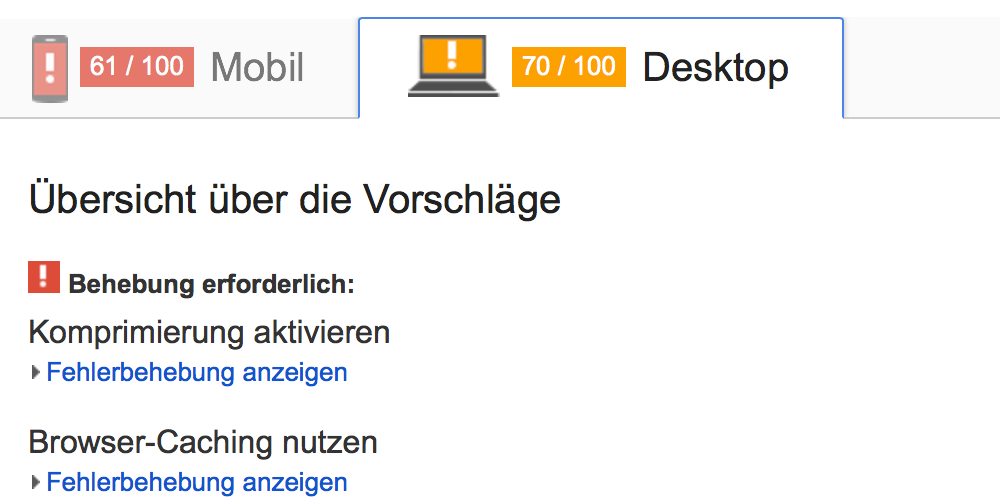 61 / 100 Mobil 70 / 100 Desktop
Übersicht über die Vorschläge
Behebung erforderlich:
Komprimierung aktivieren
Fehlerbehebung anzeigen
Browser-Caching nutzen
Fehlerbehebung anzeigen